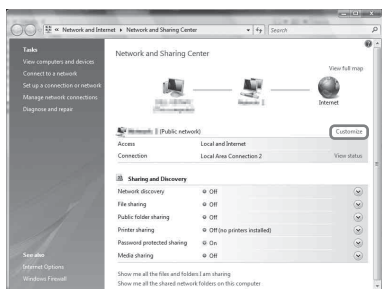 « Network and Internet ▸ Network and Sharing Center
Search
Tasks
View computers and devices
Connect to a network
Set up a connection or network
Manage network connections
Diagnose and repair
See also
Internet Options
Windows Firewall
Network and Sharing Center
View full map
Internet
(Public network)
Customize
Access Local and Internet
Connection Local Area Connection 2 View status
Sharing and Discovery
Network discovery Off
File sharing Off
Public folder sharing Off
Printer sharing Off (no printers installed)
Password protected sharing On
Media sharing Off
Show me all the files and folders I am sharing
Show me all the shared network folders on this computer